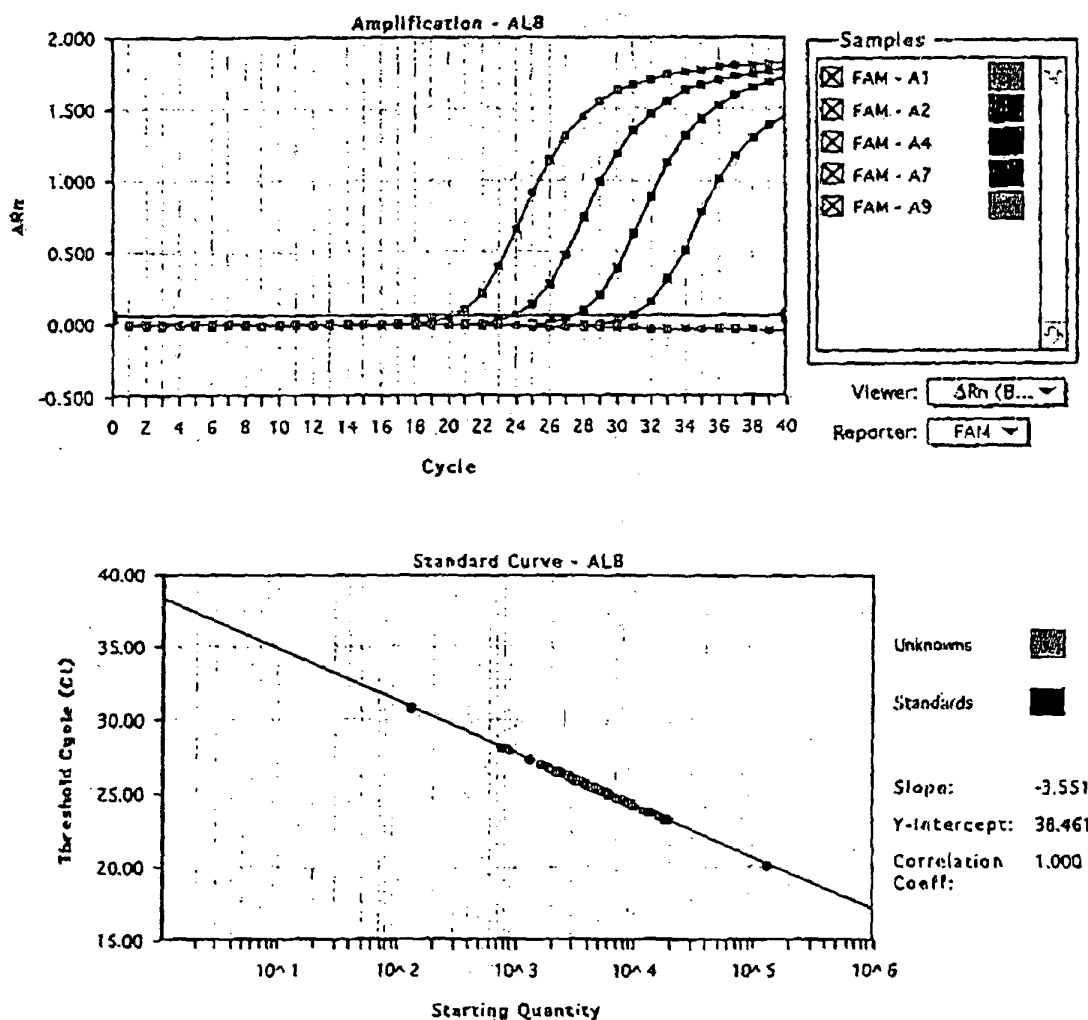 Amplification - ALB
2.000
1.500
1.000
0.500
0.000
-0.500
ΔRn
0 2 4 6 8 10 12 14 16 18 20 22 24 26 28 30 32 34 36 38 40
Cycle
Samples
FAM - A1
FAM - A2
FAM - A4
FAM - A7
FAM - A9
Viewer: ΔRn (B...
Reporter: FAM
Standard Curve - ALB
40.00
35.00
30.00
25.00
20.00
15.00
Threshold Cycle (Ct)
10^1 10^2 10^3 10^4 10^5 10^6
Starting Quantity
Unknowns
Standards
Slope: -3.551
Y-Intercept: 38.461
Correlation 1.000
Coeff: